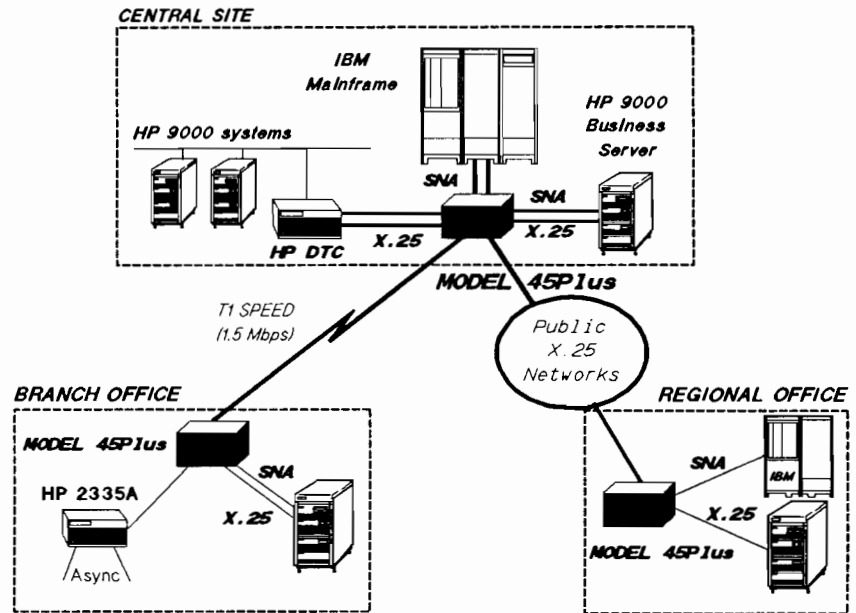 CENTRAL SITE
IBM
Mainframe
HP 9000
Business
Server
HP 9000 systems
SNA
SNA
X.25
X.25
HP DTC
MODEL 45Plus
T1 SPEED
(1.5 Mbps)
Public
X.25
Networks
BRANCH OFFICE
MODEL 45Plus
SNA
HP 2335A
X.25
Async
REGIONAL OFFICE
SNA
IBM
X.25
MODEL 45Plus